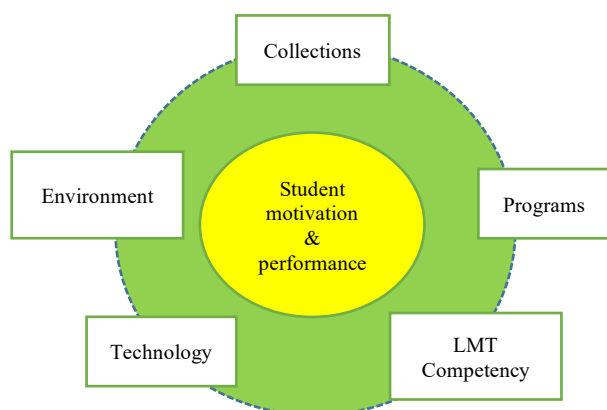 Collections
Environment
Student
motivation
&
performance
Programs
Technology
LMT
Competency